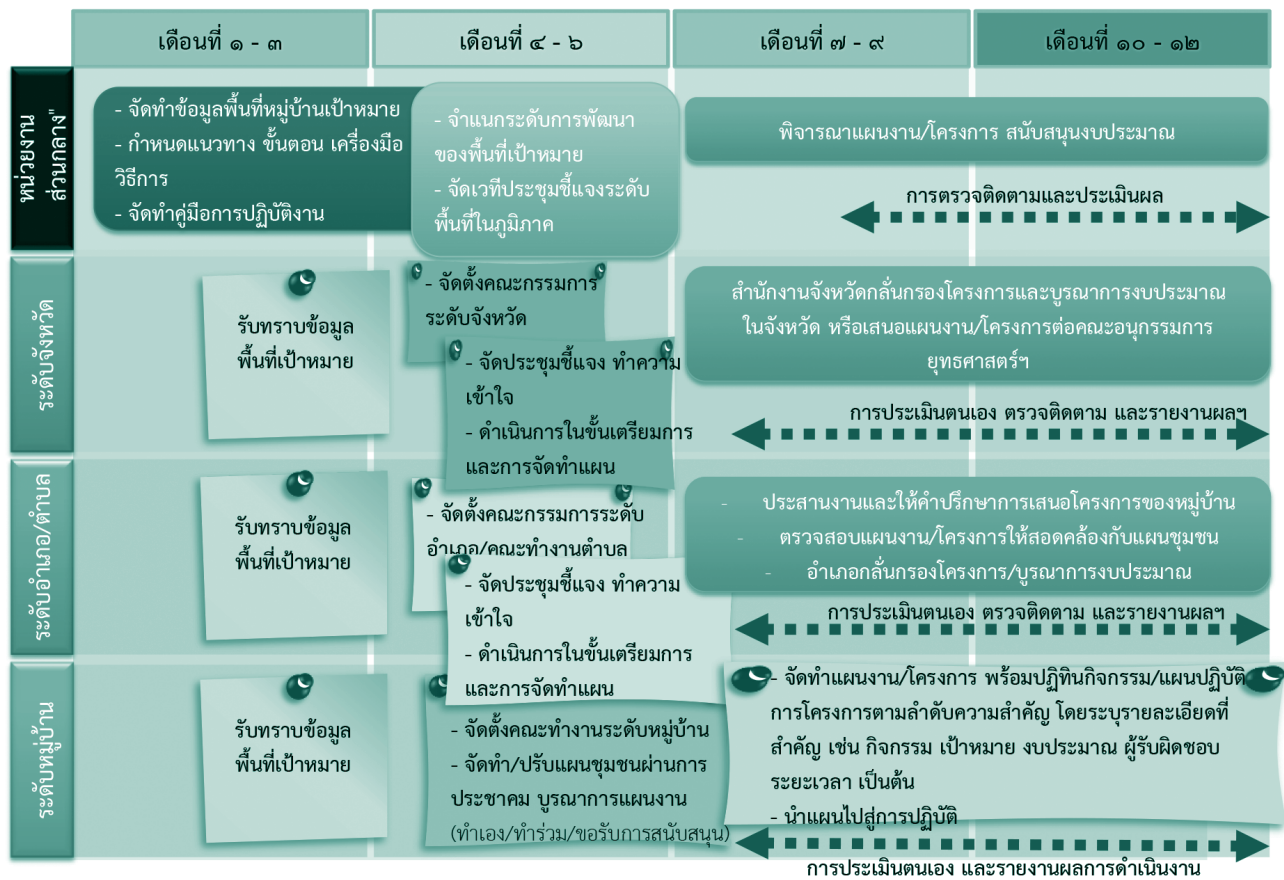 เดือนที่ ๑ - ๓
เดือนที่ ๔ - ๖
เดือนที่ ๗ - ๙
เดือนที่ ๑๐ - ๑๒
หน่วยงาน
ส่วนกลาง"
- จัดทำข้อมูลพื้นที่หมู่บ้านเป้าหมาย
- กำหนดแนวทาง ขั้นตอน เครื่องมือ
วิธีการ
- จัดทำคู่มือการปฏิบัติงาน
- จำแนกระดับการพัฒนา
ของพื้นที่เป้าหมาย
- จัดเวทีประชุมชี้แจงระดับ
พื้นที่ในภูมิภาค
พิจารณาแผนงาน/โครงการ สนับสนุนงบประมาณ
การตรวจติดตามและประเมินผล
ระดับจังหวัด
รับทราบข้อมูล
พื้นที่เป้าหมาย
- จัดตั้งคณะกรรมการ
ระดับจังหวัด
- จัดประชุมชี้แจง ทำความ
เข้าใจ
- ดำเนินการในขั้นเตรียมการ
และการจัดทำแผน
สำนักงานจังหวัดกลั่นกรองโครงการและบูรณาการงบประมาณ
ในจังหวัด หรือเสนอแผนงาน/โครงการต่อคณะอนุกรรมการ
ยุทธศาสตร์ฯ
การประเมินตนเอง ตรวจติดตาม และรายงานผลฯ
ระดับอำเภอ/ตำบล
รับทราบข้อมูล
พื้นที่เป้าหมาย
- จัดตั้งคณะกรรมการระดับ
อำเภอ/คณะทำงานตำบล
- จัดประชุมชี้แจง ทำความ
เข้าใจ
- ดำเนินการในขั้นเตรียมการ
และการจัดทำแผน
- ประสานงานและให้คำปรึกษาการเสนอโครงการของหมู่บ้าน
- ตรวจสอบแผนงาน/โครงการให้สอดคล้องกับแผนชุมชน
- อำเภอกลั่นกรองโครงการ/บูรณาการงบประมาณ
การประเมินตนเอง ตรวจติดตาม และรายงานผลฯ
ระดับหมู่บ้าน
รับทราบข้อมูล
พื้นที่เป้าหมาย
- จัดตั้งคณะทำงานระดับหมู่บ้าน
- จัดทำ/ปรับแผนชุมชนผ่านการ
ประชาคม บูรณาการแผนงาน
(ทำเอง/ทำร่วม/ขอรับการสนับสนุน)
- จัดทำแผนงาน/โครงการ พร้อมปฏิทินกิจกรรม/แผนปฏิบัติ
การโครงการตามลำดับความสำคัญ โดยระบุรายละเอียดที่
สำคัญ เช่น กิจกรรม เป้าหมาย งบประมาณ ผู้รับผิดชอบ
ระยะเวลา เป็นต้น
- นำแผนไปสู่การปฏิบัติ
การประเมินตนเอง และรายงานผลการดำเนินงาน